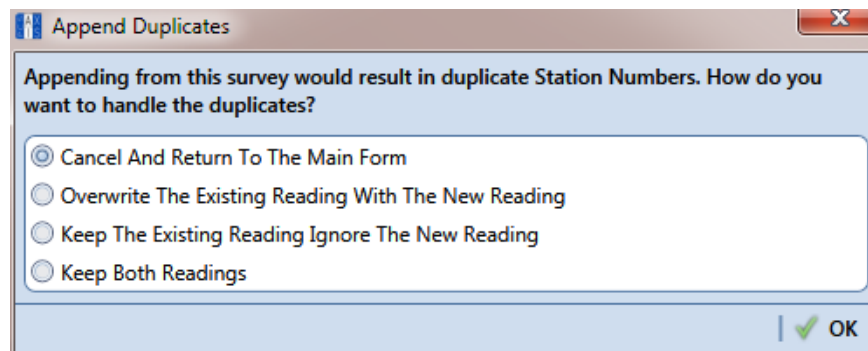 Append Duplicates
Appending from this survey would result in duplicate Station Numbers. How do you
want to handle the duplicates?
Cancel And Return To The Main Form
Overwrite The Existing Reading With The New Reading
Keep The Existing Reading Ignore The New Reading
Keep Both Readings
OK